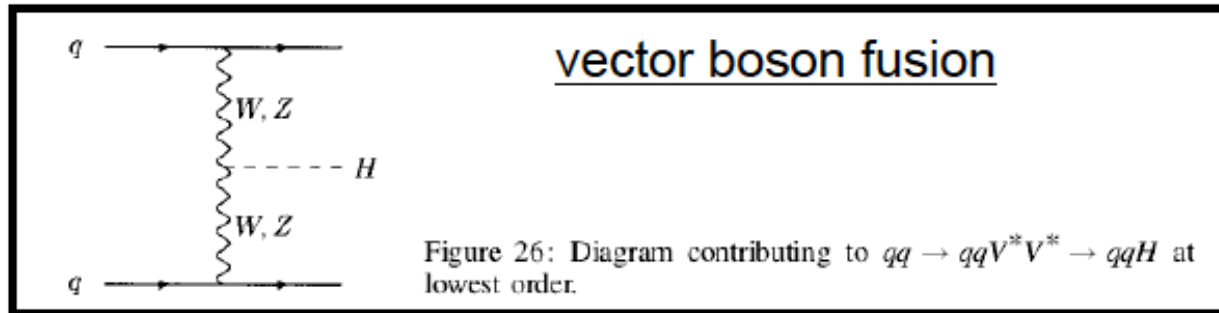 vector boson fusion
q
W, Z
H
W, Z
q
Figure 26: Diagram contributing to qq → qqV*V* → qqH at
lowest order.